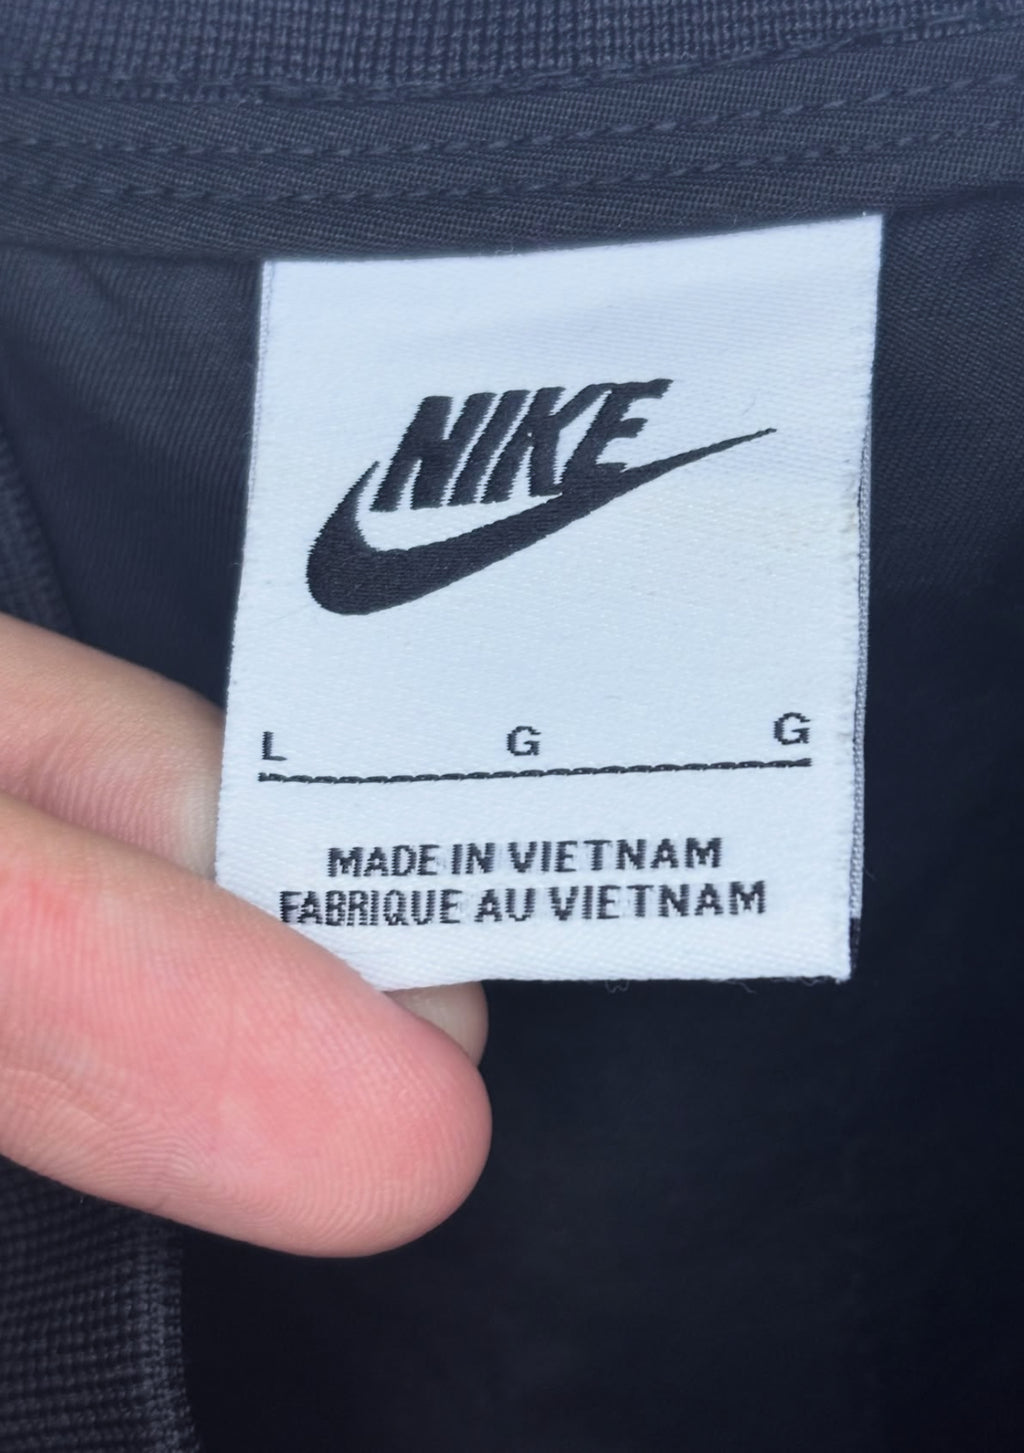 NIKE
L G G
MADE IN VIETNAM
FABRIQUE AU VIETNAM